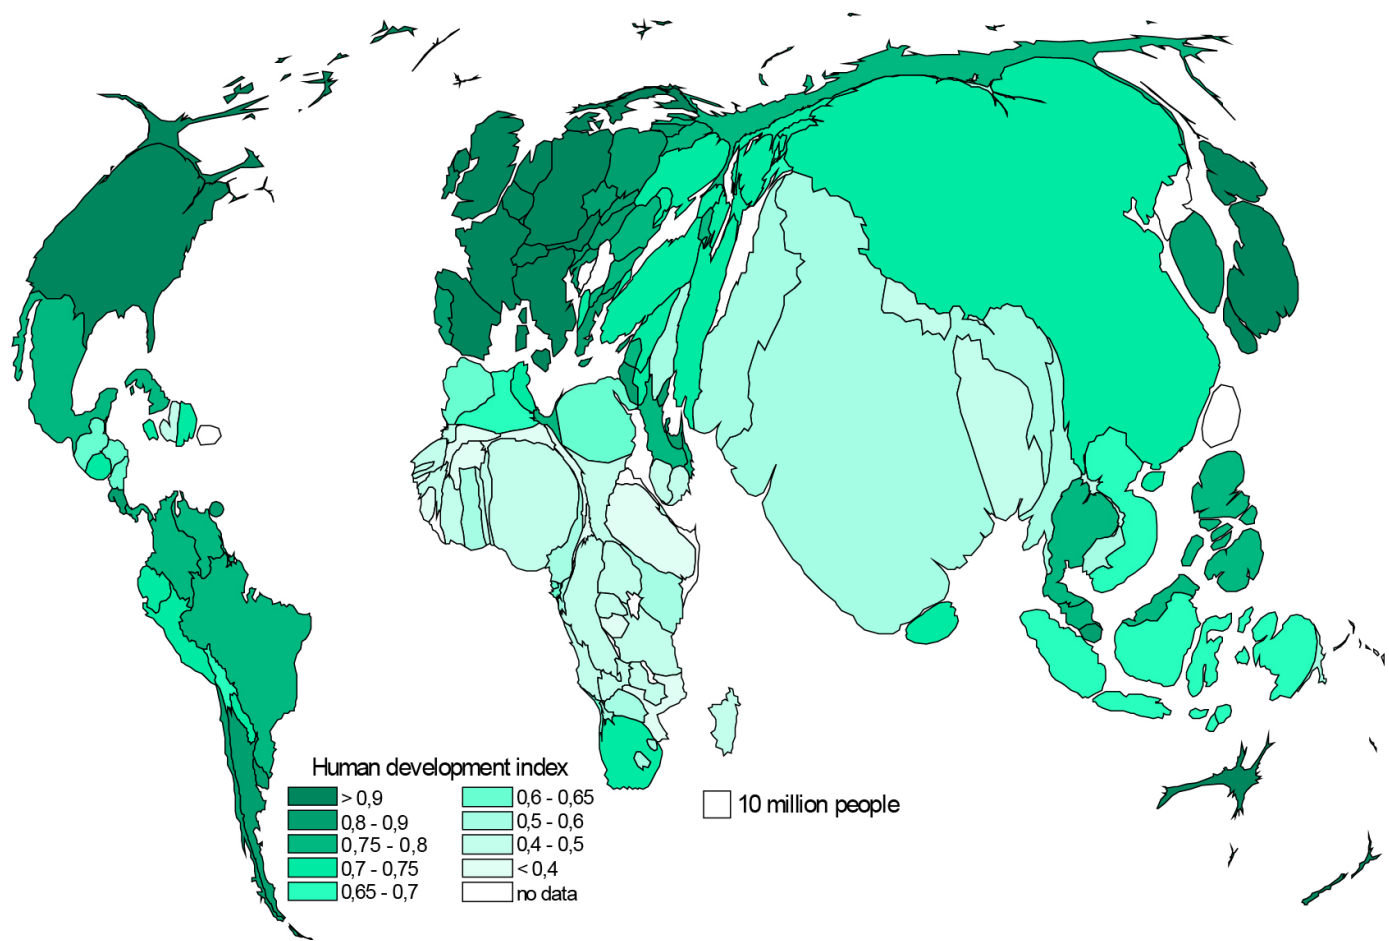 Human development index
> 0,9
0,8 - 0,9
0,75 - 0,8
0,7 - 0,75
0,65 - 0,7
0,6 - 0,65
0,5 - 0,6
0,4 - 0,5
< 0,4
no data
10 million people